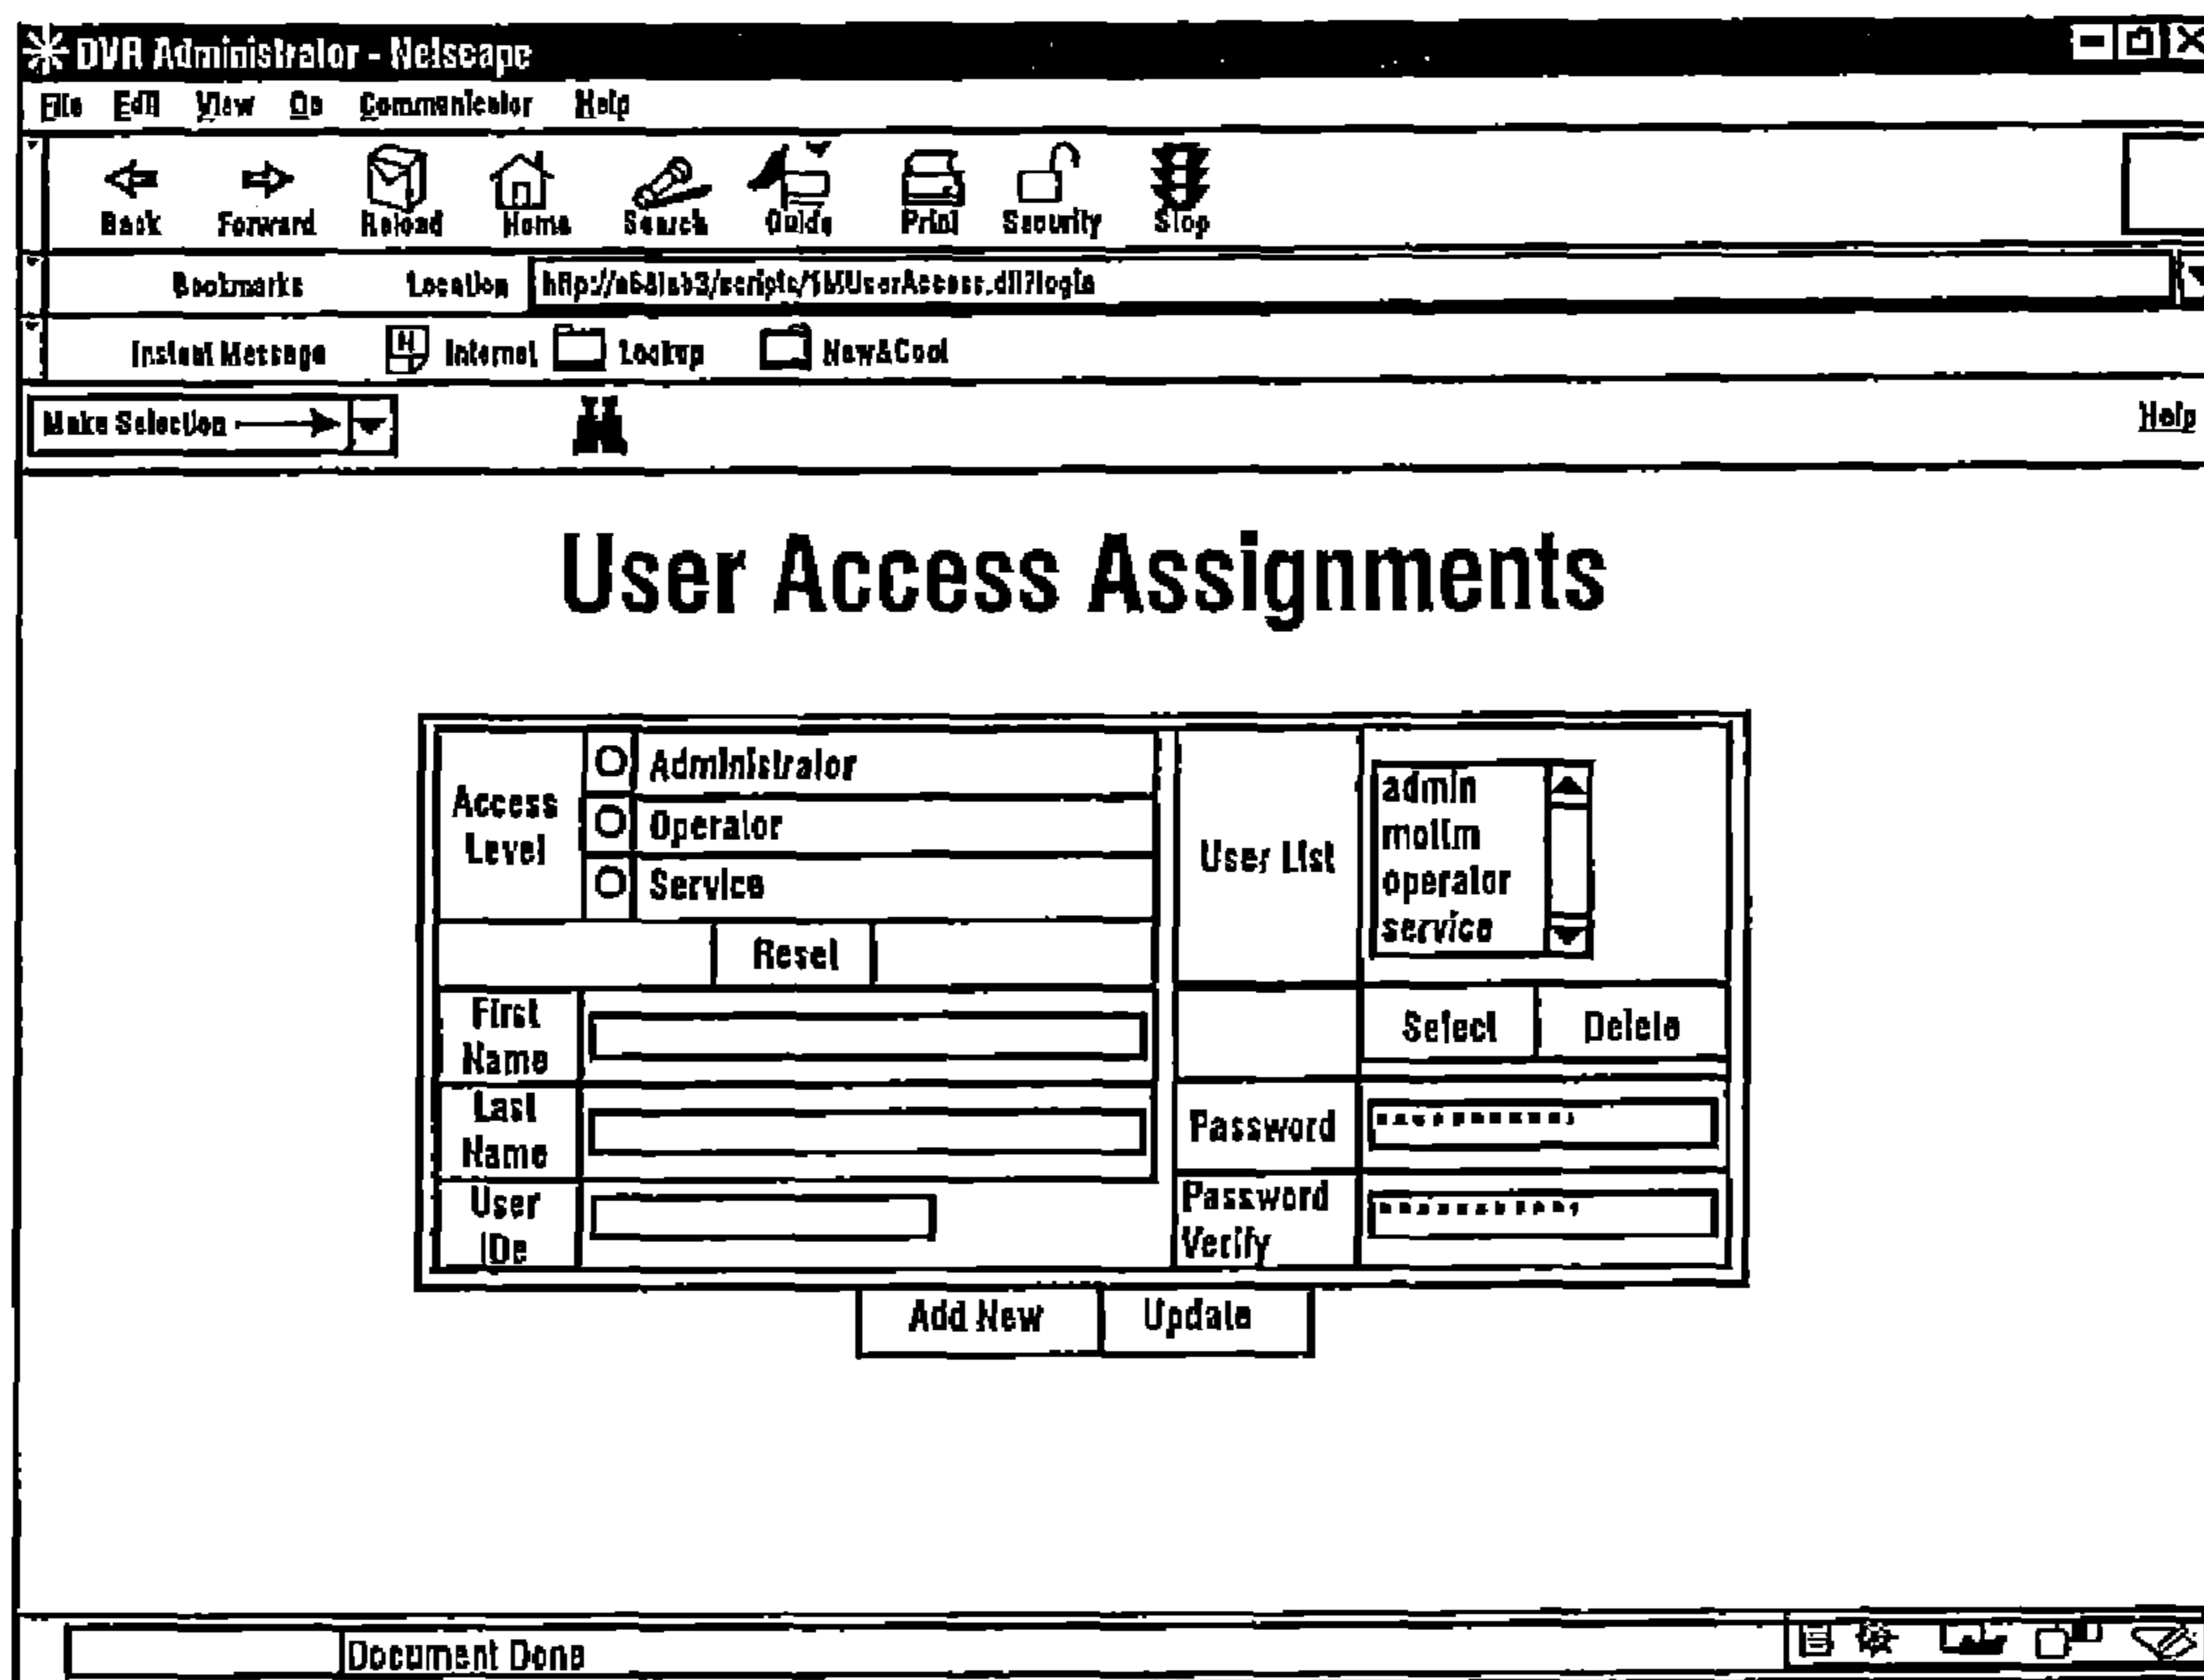 DVR Administrator - Netscape
File Edit View Go Communicator Help
Back Forward Reload Home Search Guide Print Security Stop
Bookmarks Location
Instant Message Internet Lookup New&Cool
Make Selection Help
User Access Assignments
Access Level
Administrator
Operator
Service
Reset
User List
admin
operator
service
Select Delete
First Name
Last Name
User IDe
Password
Password Verify
Add New Update
Document Done